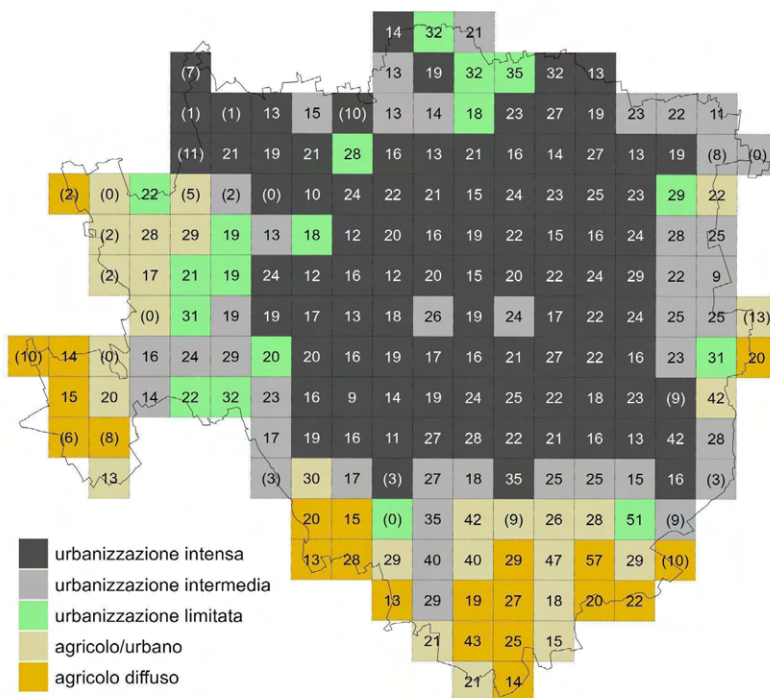 14 32 21
(7) 13 19 32 35 32 13
(1) (1) 13 15 (10) 13 14 18 23 27 19 23 22 11
(11) 21 19 21 28 16 13 21 16 14 27 13 19 (8) (0)
(2) (0) 22 (5) (2) (0) 10 24 22 21 15 24 23 25 23 29 22
(2) 28 29 19 13 18 12 20 16 19 22 15 16 24 28 25
(2) 17 21 19 24 12 16 12 20 15 20 22 24 29 22 9
(0) 31 19 19 17 13 18 26 19 24 17 22 24 25 25 (13)
(10) 14 (0) 16 24 29 20 20 16 19 17 16 21 27 22 16 23 31 20
15 20 14 22 32 23 16 9 14 19 24 25 22 18 23 (9) 42
(6) (8) 17 19 16 11 27 28 22 21 16 13 42 28
13 (3) 30 17 (3) 27 18 35 25 25 15 16 (3)
20 15 (0) 35 42 (9) 26 28 51 (9)
13 28 29 40 40 29 47 57 29 (10)
13 29 19 27 18 20 22
21 43 25 15
21 14
urbanizzazione intensa
urbanizzazione intermedia
urbanizzazione limitata
agricolo/urbano
agricolo diffuso